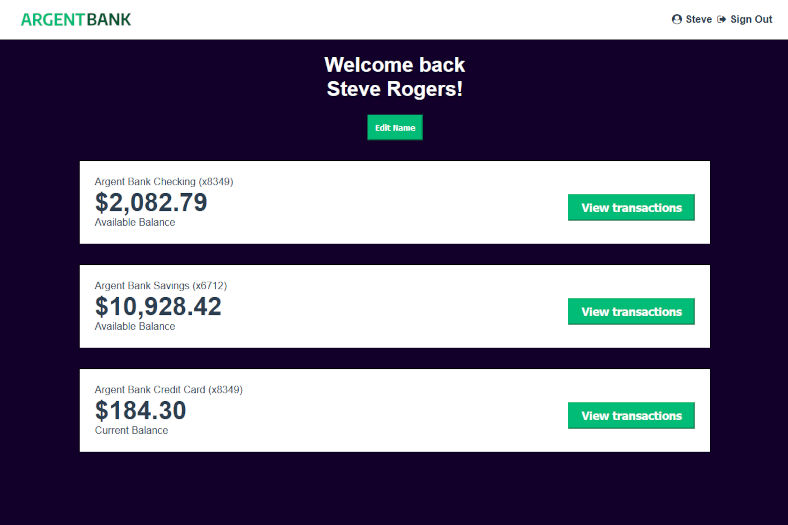 ARGENTBANK
Steve Sign Out
Welcome back
Steve Rogers!
Edit Name
Argent Bank Checking (x8349)
$2,082.79
Available Balance
View transactions
Argent Bank Savings (x6712)
$10,928.42
Available Balance
View transactions
Argent Bank Credit Card (x8349)
$184.30
Current Balance
View transactions